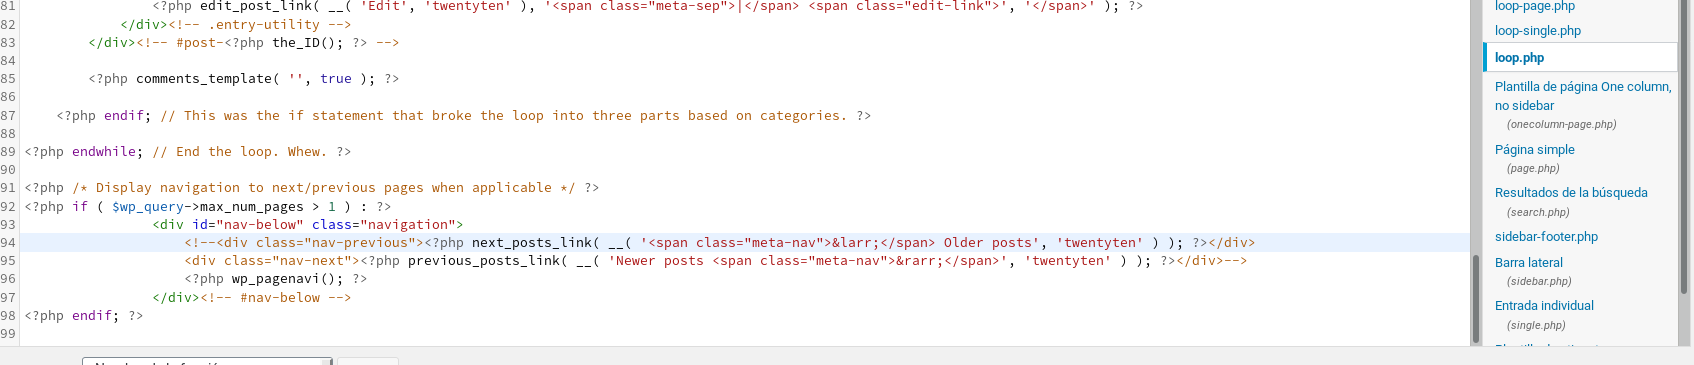 81 <?php edit_post_link( __( 'Edit', 'twentyten' ), '<span class="meta-sep">|</span> <span class="edit-link">', '</span>' ); ?>
82 </div><!-- .entry-utility -->
83 </div><!-- #post-<?php the_ID(); ?> -->
84
85 <?php comments_template( '', true ); ?>
86
87 <?php endif; // This was the if statement that broke the loop into three parts based on categories. ?>
88
89 <?php endwhile; // End the loop. Whew. ?>
90
91 <?php /* Display navigation to next/previous pages when applicable */ ?>
92 <?php if ( $wp_query->max_num_pages > 1 ) : ?>
93 <div id="nav-below" class="navigation">
94 <!--<div class="nav-previous"><?php next_posts_link( __( '<span class="meta-nav">&larr;</span> Older posts', 'twentyten' ) ); ?></div>
95 <div class="nav-next"><?php previous_posts_link( __( 'Newer posts <span class="meta-nav">&rarr;</span>', 'twentyten' ) ); ?></div>-->
96 <?php wp_pagenavi(); ?>
97 </div><!-- #nav-below -->
98 <?php endif; ?>
99
loop-page.php
loop-single.php
loop.php
Plantilla de página One column,
no sidebar
(onecolumn-page.php)
Página simple
(page.php)
Resultados de la búsqueda
(search.php)
sidebar-footer.php
Barra lateral
(sidebar.php)
Entrada individual
(single.php)